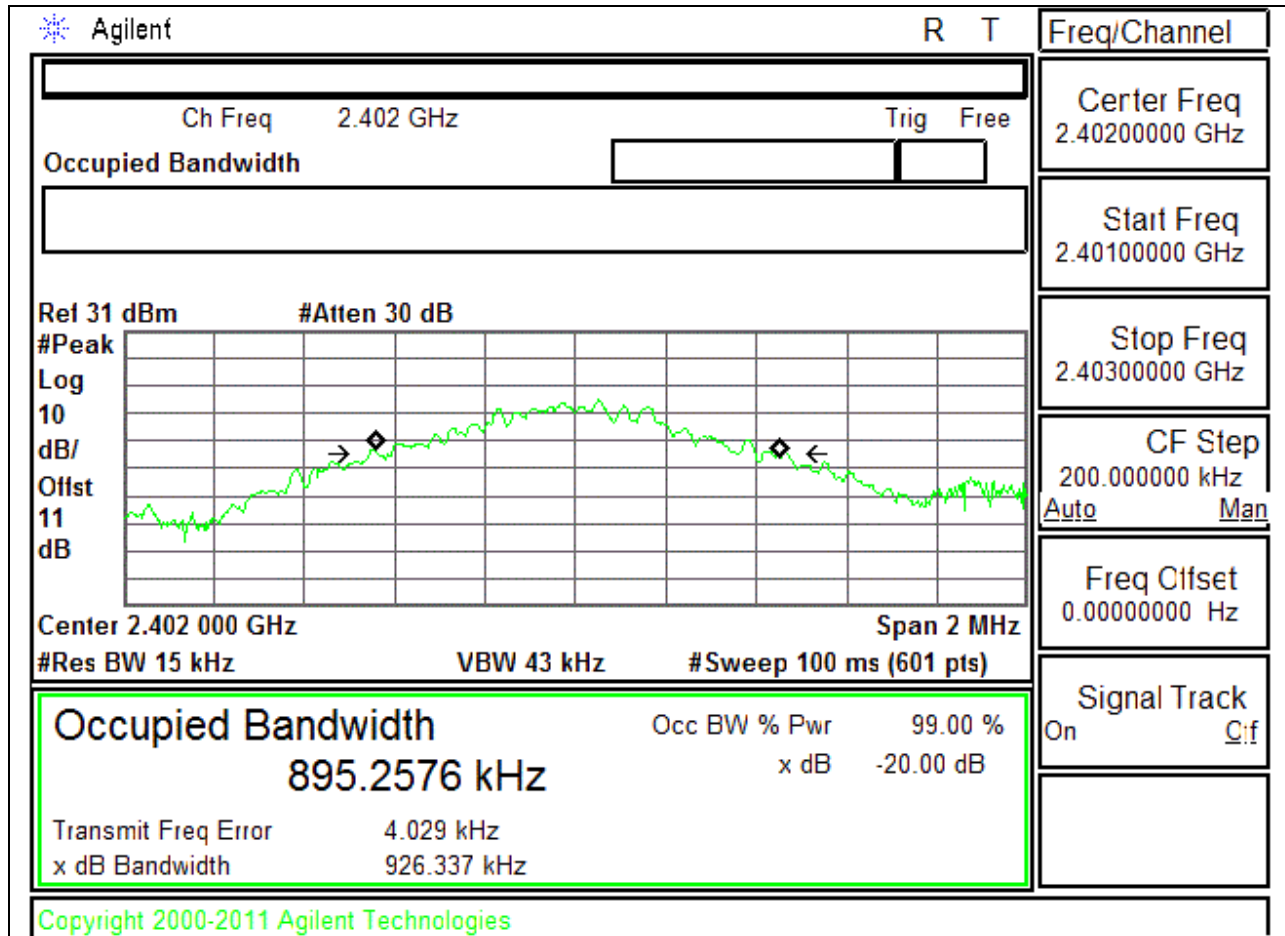 Agilent R T
Ch Freq 2.402 GHz Trig Free
Occupied Bandwidth
Ref 31 dBm #Atten 30 dB
#Peak
Log
10
dB/
Offst
11
dB
Center 2.402 000 GHz Span 2 MHz
#Res BW 15 kHz VBW 43 kHz #Sweep 100 ms (601 pts)
Occupied Bandwidth Occ BW % Pwr 99.00 %
895.2576 kHz x dB -20.00 dB
Transmit Freq Error 4.029 kHz
x dB Bandwidth 926.337 kHz
Copyright 2000-2011 Agilent Technologies
Freq/Channel
Center Freq
2.40200000 GHz
Start Freq
2.40100000 GHz
Stop Freq
2.40300000 GHz
CF Step
200.000000 kHz
Auto Man
Freq Offset
0.00000000 Hz
Signal Track
On Off